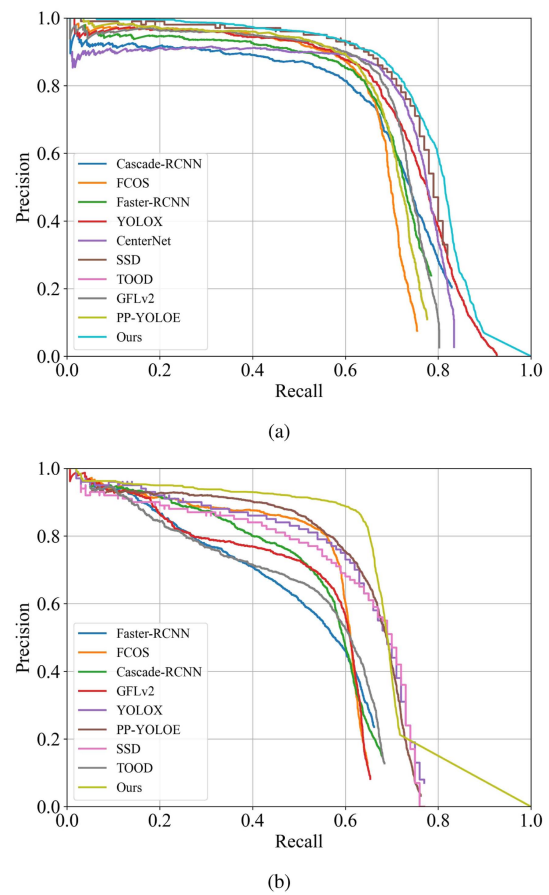 1.0
0.8
0.6
0.4
0.2
0.0
Precision
Cascade-RCNN
FCOS
Faster-RCNN
YOLOX
CenterNet
SSD
TOOD
GFLv2
PP-YOLOE
Ours
0.0 0.2 0.4 0.6 0.8 1.0
Recall
(a)
1.0
0.8
0.6
0.4
0.2
0.0
Precision
Faster-RCNN
FCOS
Cascade-RCNN
GFLv2
YOLOX
PP-YOLOE
SSD
TOOD
Ours
0.0 0.2 0.4 0.6 0.8 1.0
Recall
(b)